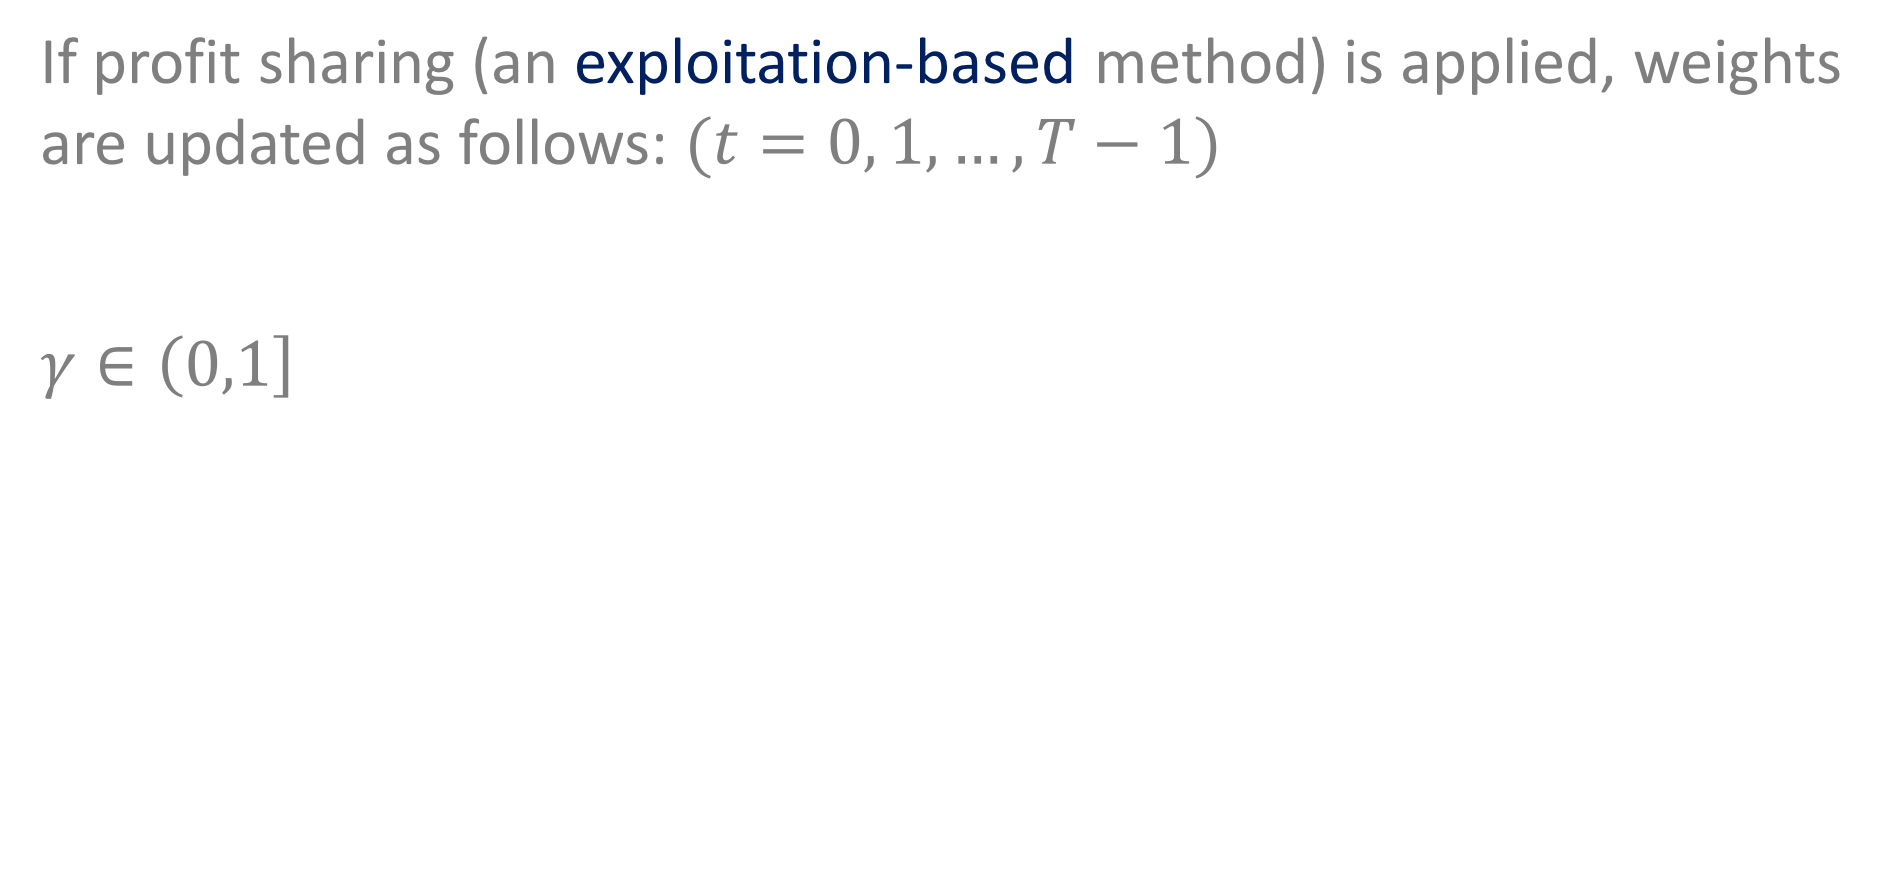 If profit sharing (an exploitation-based method) is applied, weights
are updated as follows: (t = 0, 1, … , T − 1)
γ ∈ (0,1]